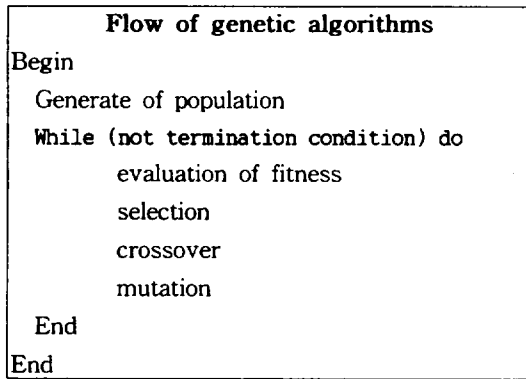 Flow of genetic algorithms
Begin
Generate of population
While (not termination condition) do
evaluation of fitness
selection
crossover
mutation
End
End